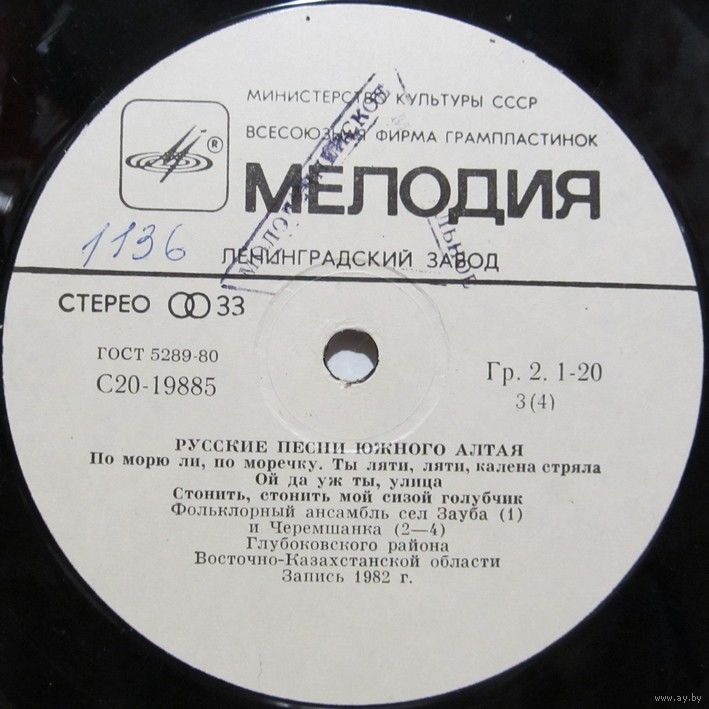 МИНИСТЕРСТВО КУЛЬТУРЫ СССР
ВСЕСОЮЗНАЯ ФИРМА ГРАМПЛАСТИНОК
®
МЕЛОДИЯ
1136
ЛЕНИНГРАДСКИЙ ЗАВОД
СТЕРЕО 33
ГОСТ 5289-80
С20-19885
Гр. 2. 1-20
3 (4)
РУССКИЕ ПЕСНИ ЮЖНОГО АЛТАЯ
По морю ли, по моречку. Ты ляти, ляти, калена стряла
Ой да уж ты, улица
Стонить, стонить мой сизой голубчик
Фольклорный ансамбль сел Зауба (1)
и Черемшанка (2—4)
Глубоковского района
Восточно-Казахстанской области
Запись 1982 г.
www.ay.by